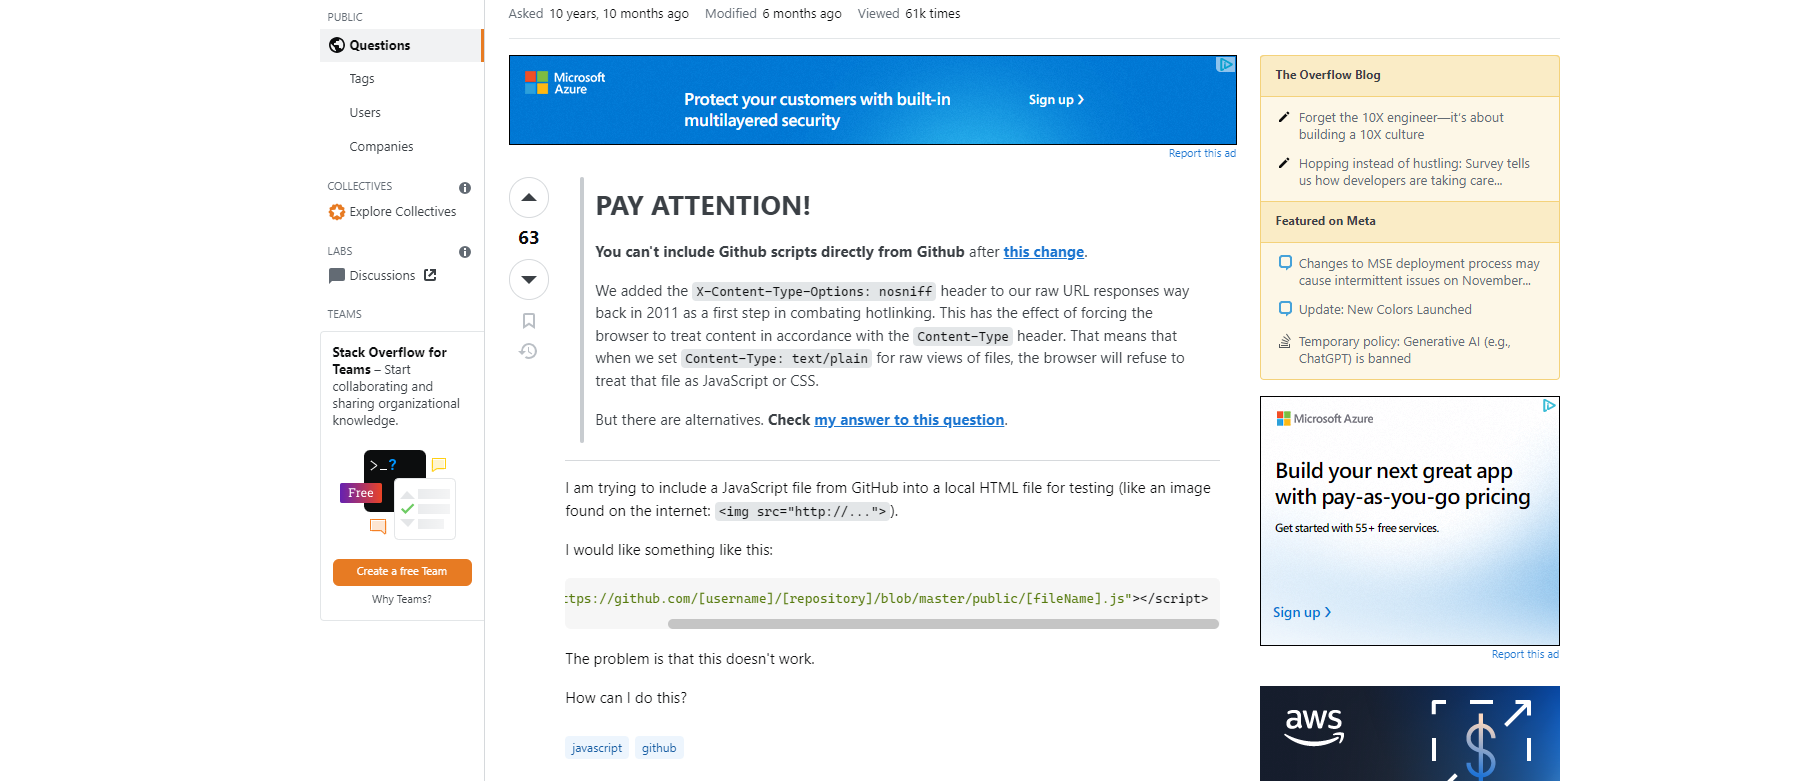 PUBLIC
Questions
Tags
Users
Companies
COLLECTIVES
Explore Collectives
LABS
Discussions
TEAMS
Stack Overflow for
Teams – Start
collaborating and
sharing organizational
knowledge.
>_?
Free
Create a free Team
Why Teams?
Asked 10 years, 10 months ago Modified 6 months ago Viewed 61k times
Microsoft
Azure
Protect your customers with built-in
multilayered security
Sign up >
Report this ad
63
PAY ATTENTION!
You can't include Github scripts directly from Github after this change.
We added the X-Content-Type-Options: nosniff header to our raw URL responses way
back in 2011 as a first step in combating hotlinking. This has the effect of forcing the
browser to treat content in accordance with the Content-Type header. That means that
when we set Content-Type: text/plain for raw views of files, the browser will refuse to
treat that file as JavaScript or CSS.
But there are alternatives. Check my answer to this question.
I am trying to include a JavaScript file from GitHub into a local HTML file for testing (like an image
found on the internet: <img src="http://...">).
I would like something like this:
ttps://github.com/[username]/[repository]/blob/master/public/[fileName].js"></script>
The problem is that this doesn't work.
How can I do this?
javascript github
The Overflow Blog
Forget the 10X engineer—it's about
building a 10X culture
Hopping instead of hustling: Survey tells
us how developers are taking care...
Featured on Meta
Changes to MSE deployment process may
cause intermittent issues on November...
Update: New Colors Launched
Temporary policy: Generative AI (e.g.,
ChatGPT) is banned
Microsoft Azure
Build your next great app
with pay-as-you-go pricing
Get started with 55+ free services.
Sign up >
Report this ad
aws
$